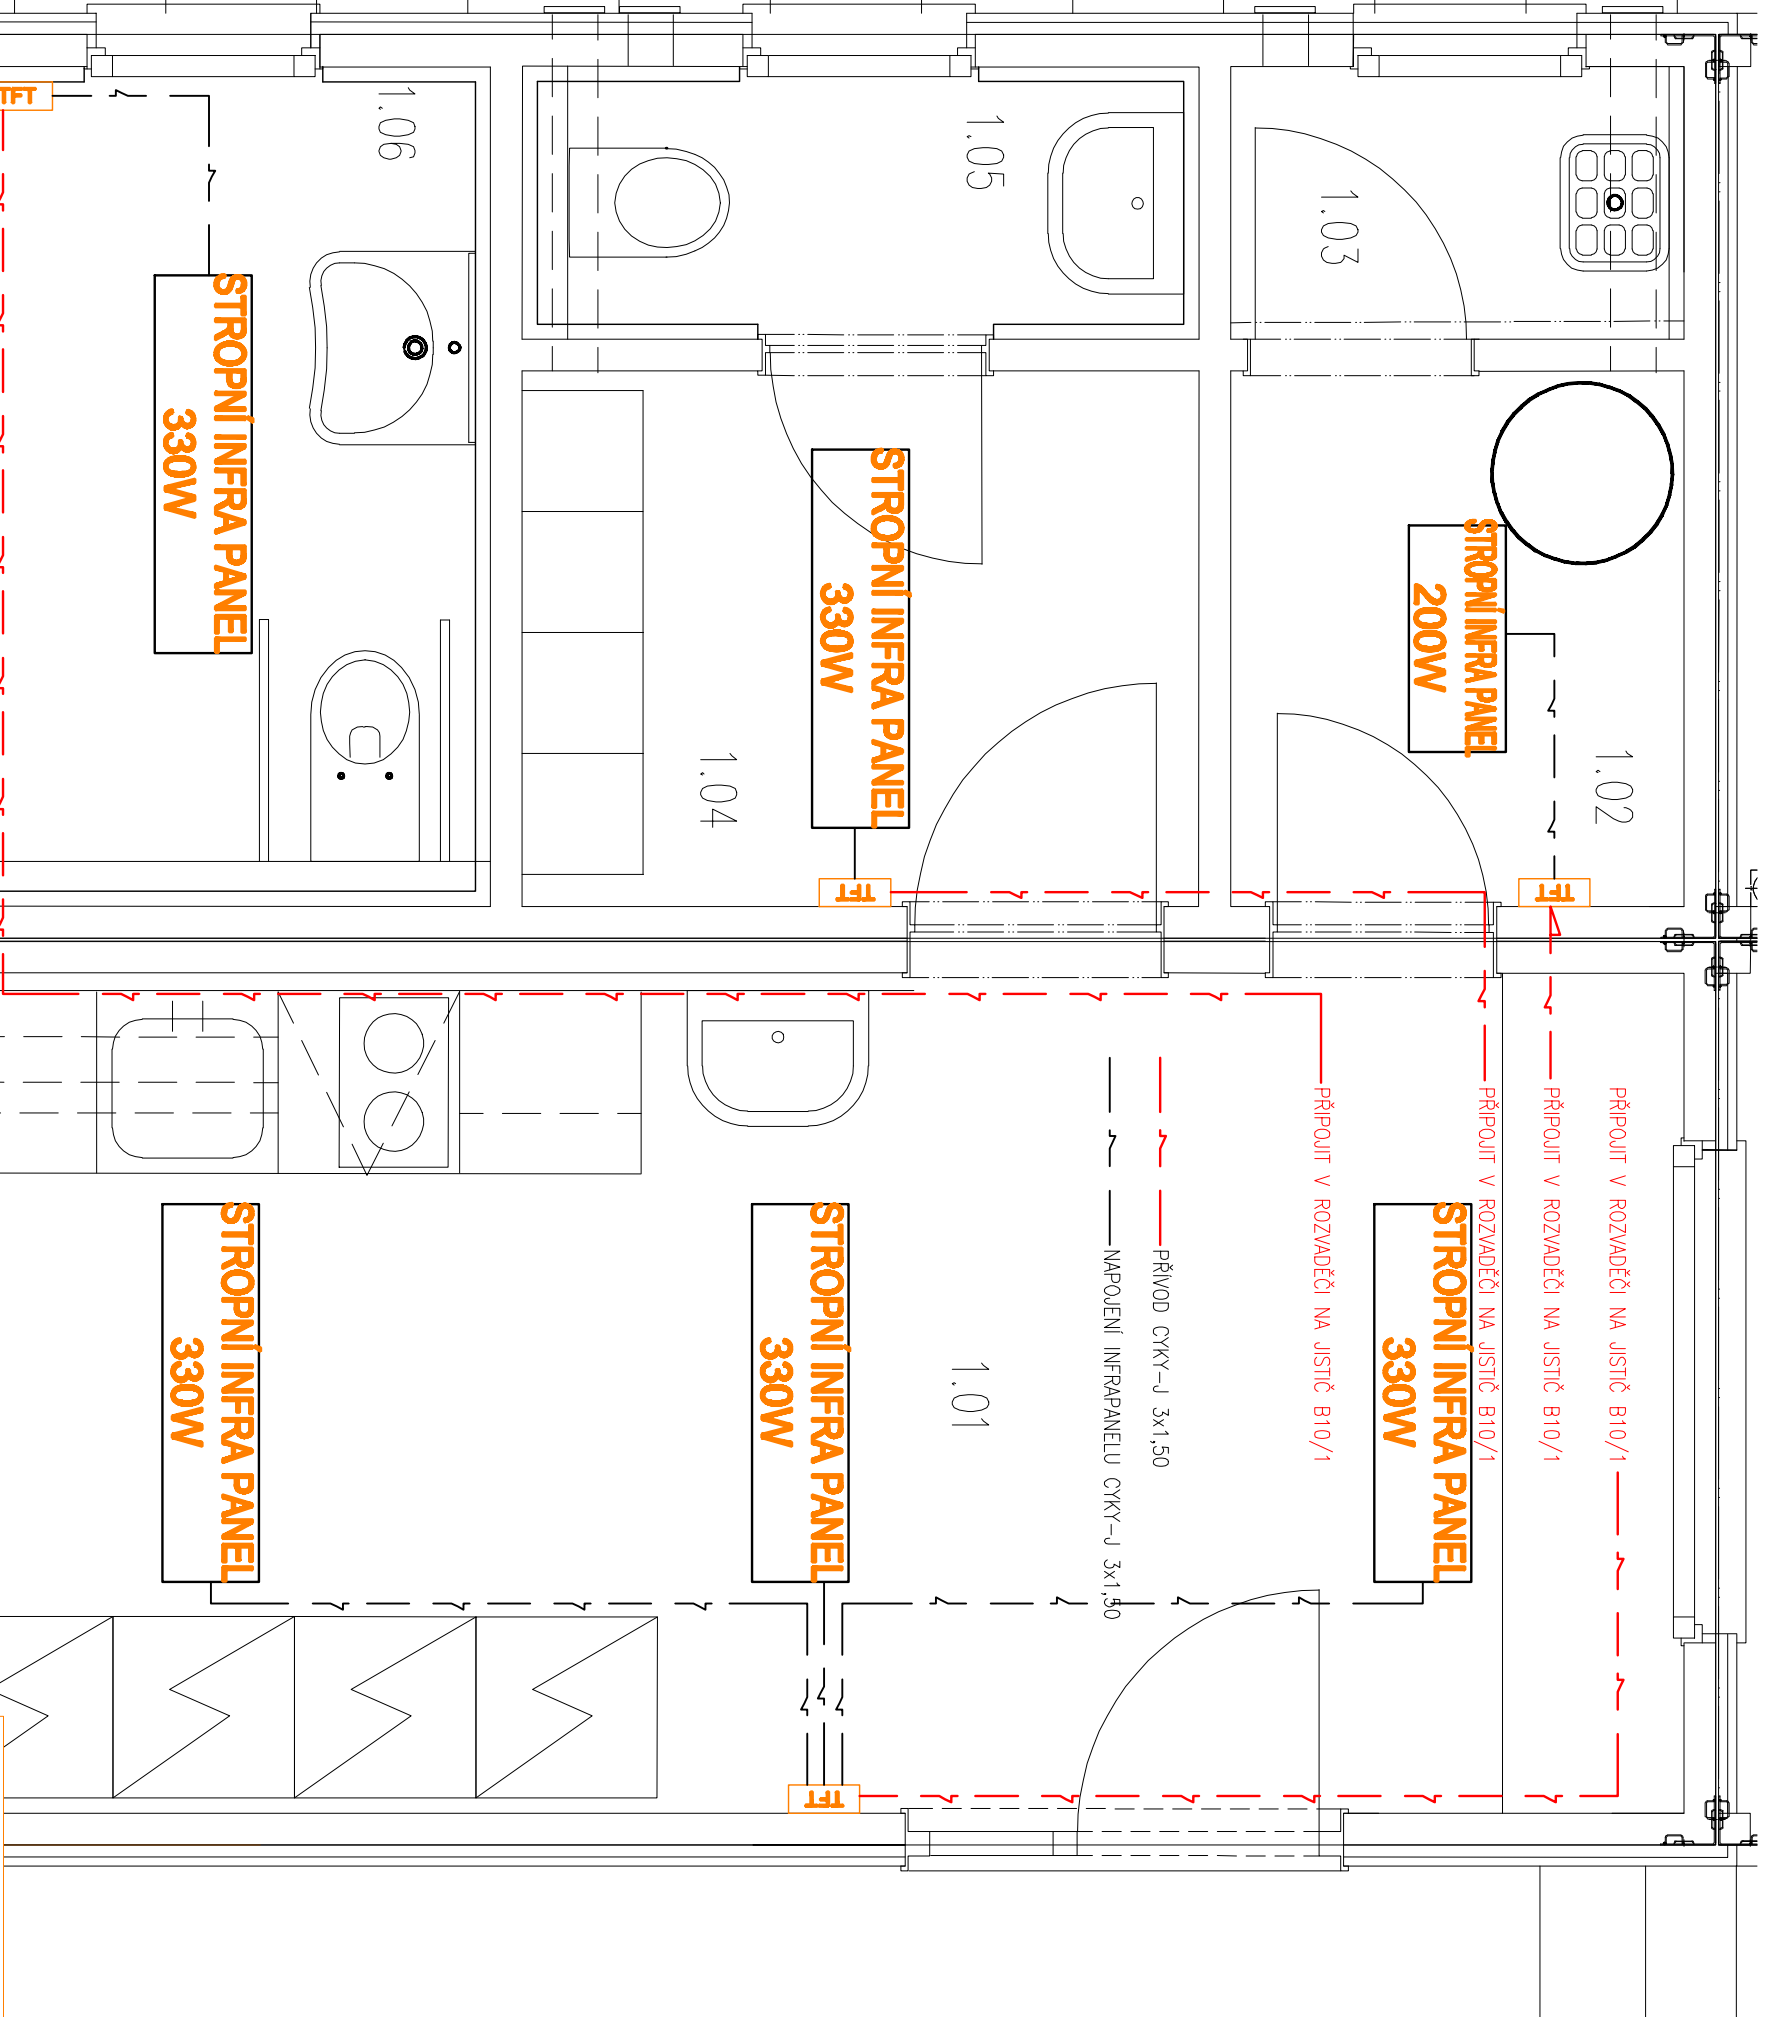 TFT
1.06
STROPNÍ INFRA PANEL
330W
1.05
1.03
STROPNÍ INFRA PANEL
330W
1.04
TFT
STROPNÍ INFRA PANEL
200W
1.02
TFT
PŘIPOJIT V ROZVADĚČI NA JISTIČ B10/1
PŘIPOJIT V ROZVADĚČI NA JISTIČ B10/1
PŘIPOJIT V ROZVADĚČI NA JISTIČ B10/1
PŘIPOJIT V ROZVADĚČI NA JISTIČ B10/1
PŘÍVOD CYKY-J 3x1,50
NAPOJENÍ INFRAPANELU CYKY-J 3x1,50
STROPNÍ INFRA PANEL
330W
1.01
STROPNÍ INFRA PANEL
330W
STROPNÍ INFRA PANEL
330W
TFT